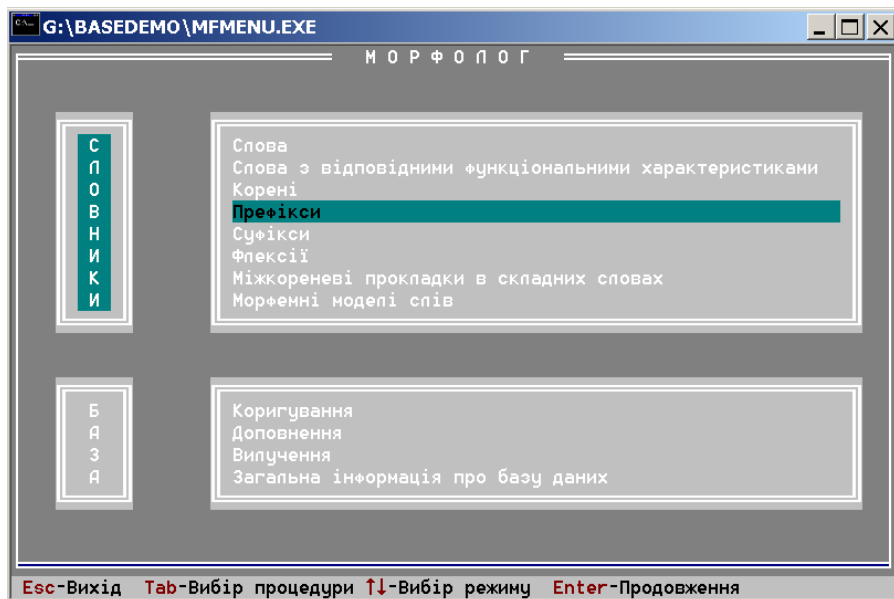 G:\BASEDEMO\MFMENU.EXE
М О Р Ф О Л О Г
С
Л
О
В
Н
И
К
И
Слова
Слова з відповідними функціональними характеристиками
Корені
Префікси
Суфікси
Флексії
Міжкореневі прокладки в складних словах
Морфемні моделі слів
Б
А
З
А
Коригування
Доповнення
Вилучення
Загальна інформація про базу даних
Esc-Вихід Tab-Вибір процедури ↑↓-Вибір режиму Enter-Продовження